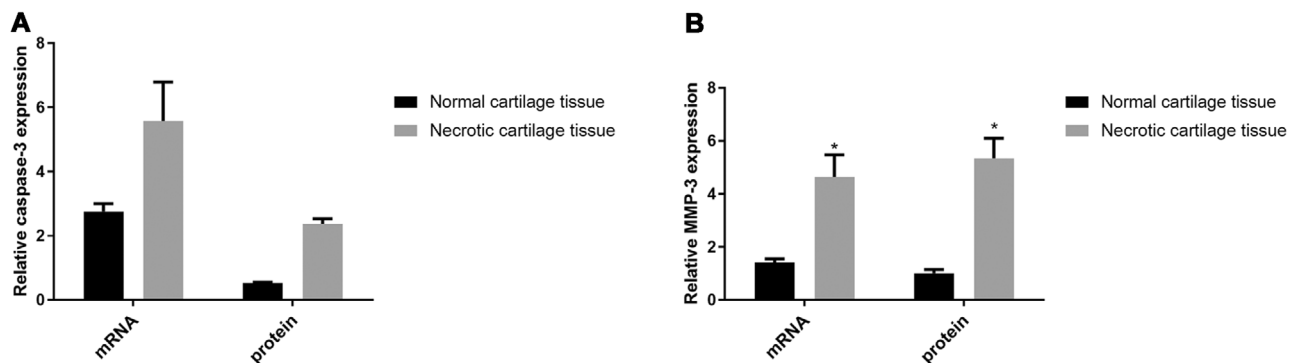 A
Relative caspase-3 expression
8
6
4
2
0
mRNA
protein
Normal cartilage tissue
Necrotic cartilage tissue
B
Relative MMP-3 expression
8
6
4
2
0
*
*
mRNA
protein
Normal cartilage tissue
Necrotic cartilage tissue